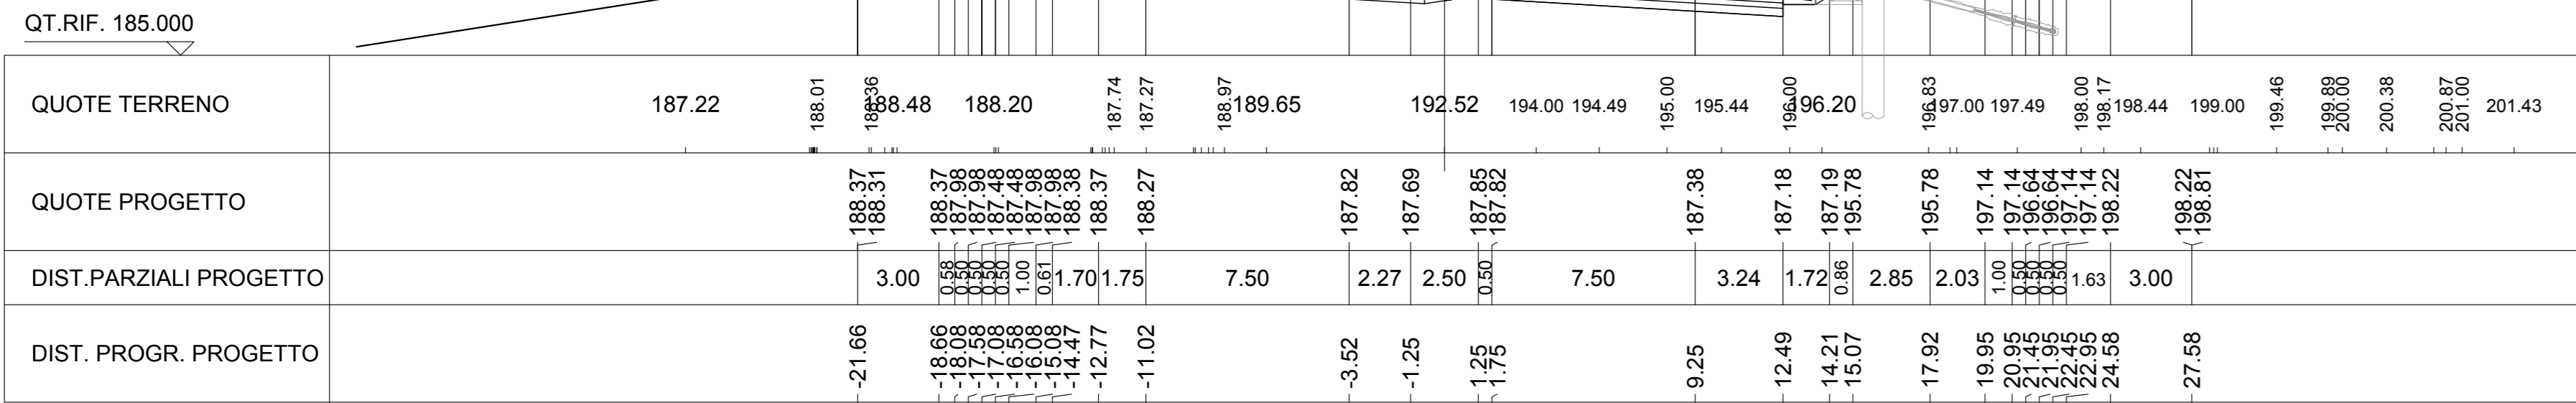 QT.RIF. 185.000
QUOTE TERRENO 187.22 188.01 188.36 188.48 188.20 187.74 187.27 188.97 189.65 192.52 194.00 194.49 195.00 195.44 196.00 196.20 196.83 197.00 197.49 198.00 198.17 198.44 199.00 199.46 199.89 200.00 200.38 200.87 201.00 201.43
QUOTE PROGETTO 188.37 188.31 188.37 187.98 187.98 187.48 187.48 187.98 187.98 188.38 188.37 188.27 187.82 187.69 187.85 187.82 187.38 187.18 187.19 195.78 195.78 197.14 197.14 196.64 196.64 197.14 197.14 198.22 198.22 198.81
DIST.PARZIALI PROGETTO 3.00 0.58 0.50 0.50 0.50 0.50 1.00 0.61 1.70 1.75 7.50 2.27 2.50 0.50 7.50 3.24 1.72 0.86 2.85 2.03 1.00 0.50 0.50 0.50 0.50 1.63 3.00
DIST. PROGR. PROGETTO -21.66 -18.66 -18.08 -17.58 -17.08 -16.58 -16.08 -15.08 -14.47 -12.77 -11.02 -3.52 -1.25 1.25 1.75 9.25 12.49 14.21 15.07 17.92 19.95 20.95 21.45 21.95 22.45 22.95 24.58 27.58